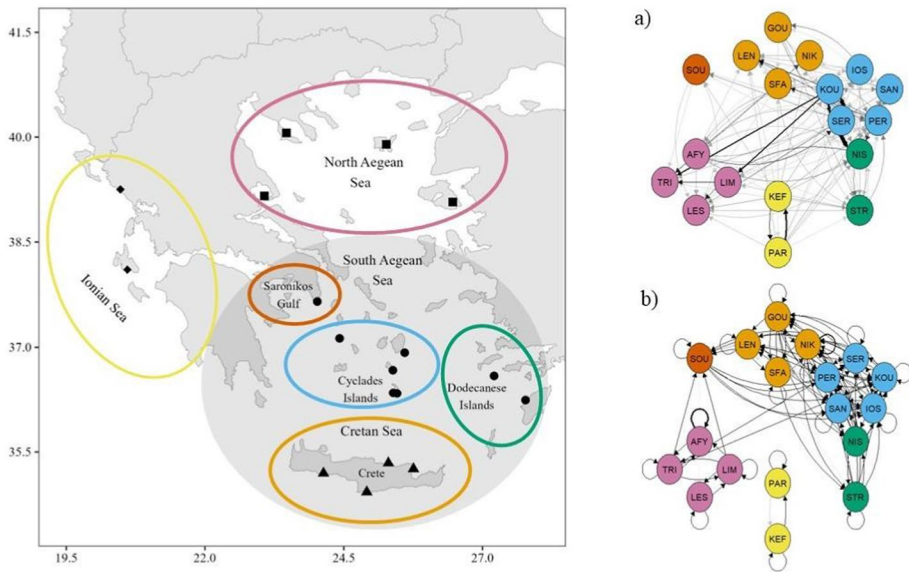 41.5
40.0
38.5
37.0
35.5
19.5
22.0
24.5
27.0
North Aegean
Sea
Ionian Sea
South Aegean
Sea
Saronikos
Gulf
Cyclades
Islands
Dodecanese
Islands
Cretan Sea
Crete
a)
GOU
LEN
NIK
SOU
SFA
IOS
KOU
SAN
SER
PER
AFY
NIS
TRI
LIM
KEF
LES
STR
PAR
b)
GOU
LEN
NIK
SOU
SER
SFA
PER
KOU
SAN
IOS
AFY
NIS
TRI
LIM
PAR
LES
STR
KEF